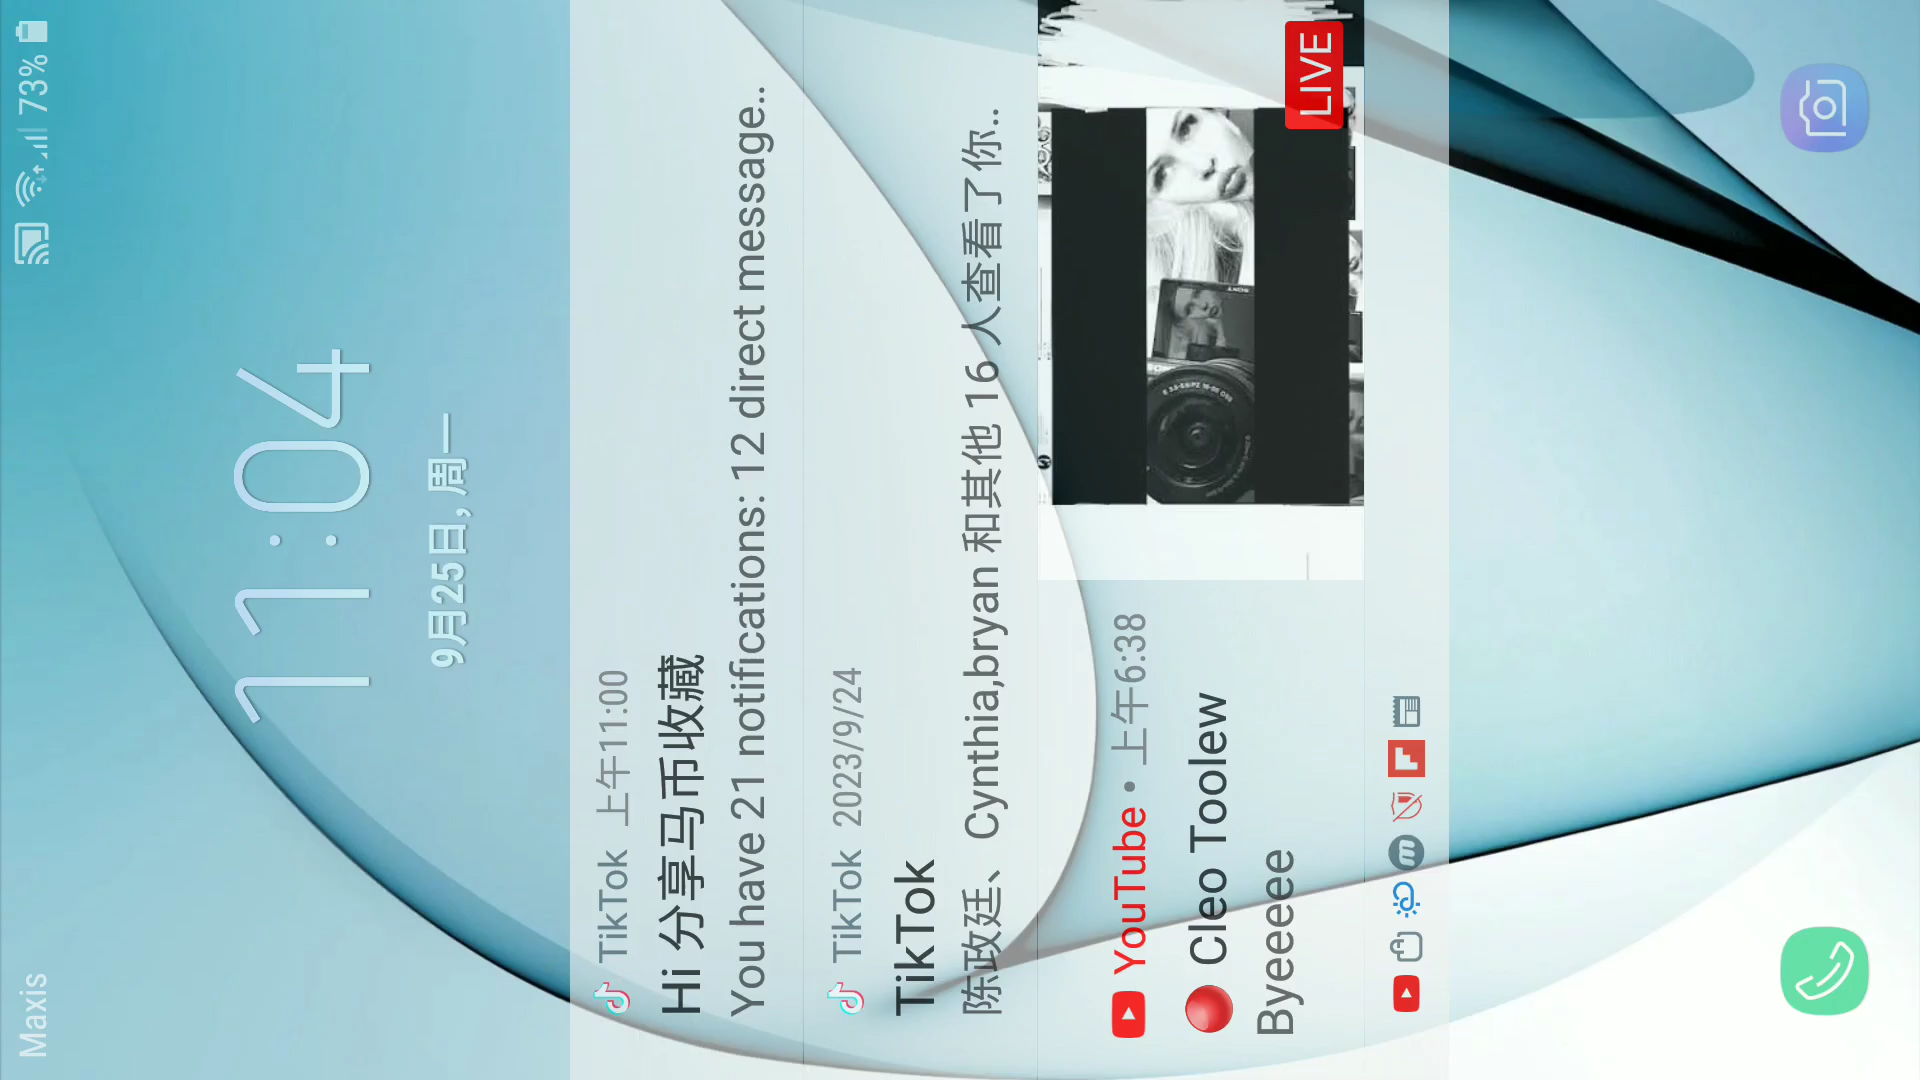 Maxis 73%
11:04
9月25日,周一
TikTok 上午11:00
Hi 分享马币收藏
You have 21 notifications: 12 direct message..
TikTok 2023/9/24
TikTok
陈政廷、Cynthia,bryan 和其他 16 人查看了你..
YouTube • 上午6:38
Cleo Toolew
Byeeeee
LIVE
SONY